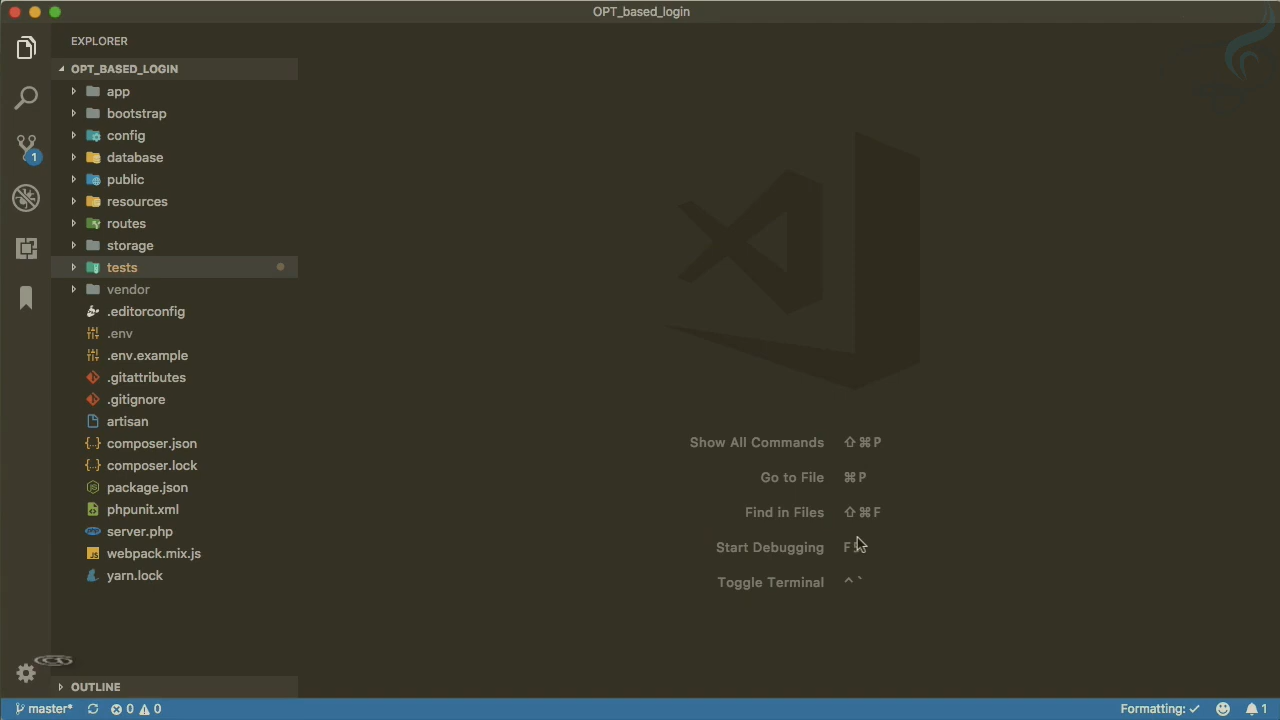 OPT_based_login
EXPLORER
OPT_BASED_LOGIN
app
bootstrap
config
database
public
resources
routes
storage
tests
vendor
.editorconfig
.env
.env.example
.gitattributes
.gitignore
artisan
composer.json
composer.lock
package.json
phpunit.xml
server.php
webpack.mix.js
yarn.lock
OUTLINE
1
Show All Commands ⇧⌘P
Go to File ⌘P
Find in Files ⇧⌘F
Start Debugging
Toggle Terminal ^`
master* 0 0 Formatting: ✓ 1